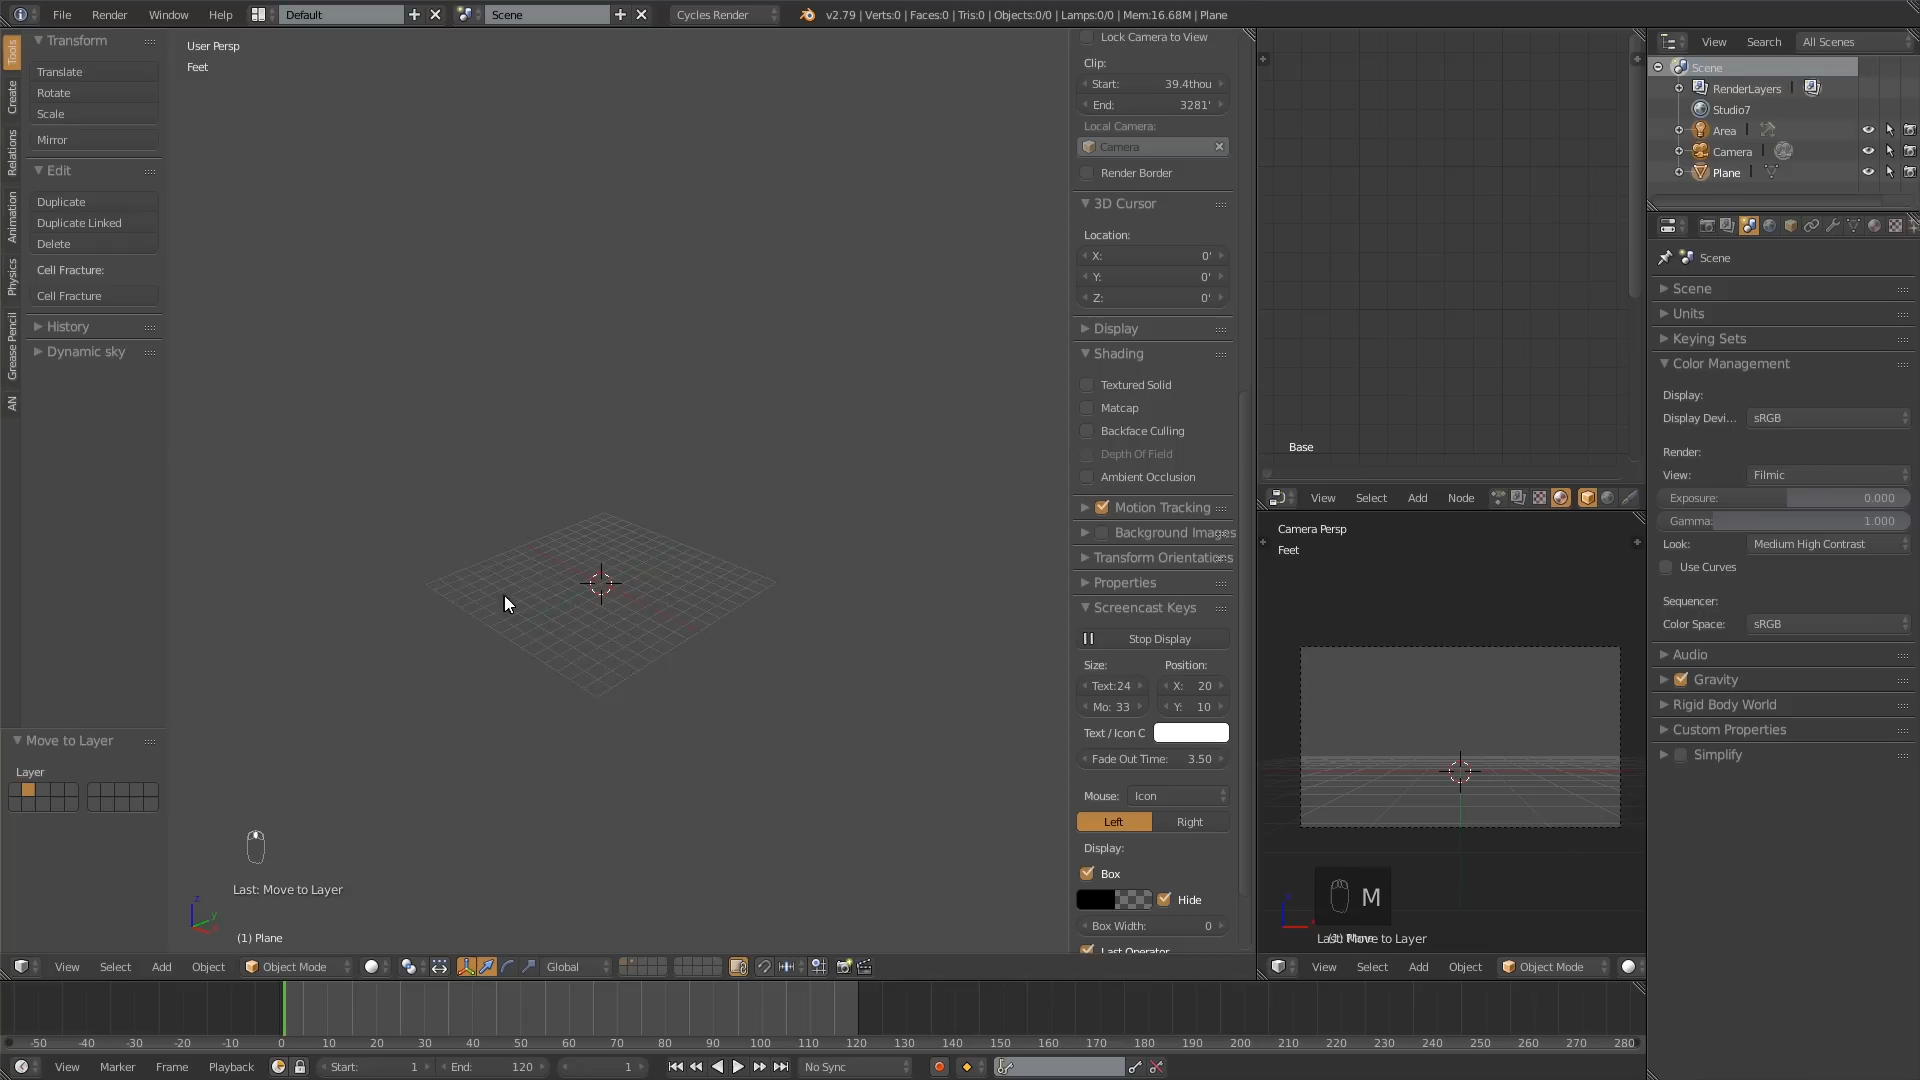 File Render Window Help Default Scene Cycles Render v2.79 | Verts:0 | Faces:0 | Tris:0 | Objects:0/0 | Lamps:0/0 | Mem:16.68M | Plane
Tools
Create
Relations
Animation
Physics
Grease Pencil
AN
Transform
Translate
Rotate
Scale
Mirror
Edit
Duplicate
Duplicate Linked
Delete
Cell Fracture:
Cell Fracture
History
Dynamic sky
Move to Layer
Layer
User Persp
Feet
Last: Move to Layer
(1) Plane
Lock Camera to View
Clip:
Start: 39.4thou
End: 3281'
Local Camera:
Camera
Render Border
3D Cursor
Location:
X: 0'
Y: 0'
Z: 0'
Display
Shading
Textured Solid
Matcap
Backface Culling
Depth Of Field
Ambient Occlusion
Motion Tracking
Background Images
Transform Orientations
Properties
Screencast Keys
Stop Display
Size: Position:
Text:24 X: 20
Mo: 33 Y: 10
Text / Icon C
Fade Out Time: 3.50
Mouse: Icon
Left Right
Display:
Box
Hide
Box Width: 0
Last Operator
Base
View Select Add Node
Camera Persp
Feet
M
Last: Move to Layer
View Select Add Object Object Mode
View Search All Scenes
Scene
RenderLayers
Studio7
Area
Camera
Plane
Scene
Scene
Units
Keying Sets
Color Management
Display:
Display Devi... sRGB
Render:
View: Filmic
Exposure: 0.000
Gamma: 1.000
Look: Medium High Contrast
Use Curves
Sequencer:
Color Space: sRGB
Audio
Gravity
Rigid Body World
Custom Properties
Simplify
View Select Add Object Object Mode Global
-50 -40 -30 -20 -10 0 10 20 30 40 50 60 70 80 90 100 110 120 130 140 150 160 170 180 190 200 210 220 230 240 250 260 270 280
View Marker Frame Playback Start: 1 End: 120 1 No Sync